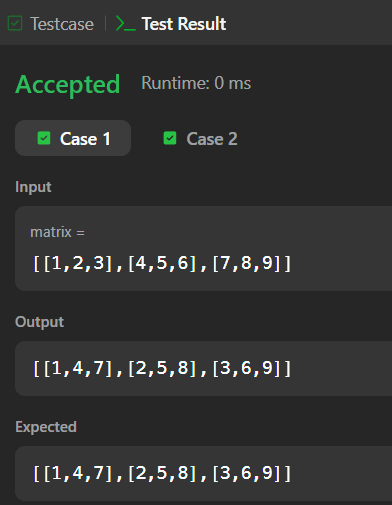 Testcase
Test Result
Accepted Runtime: 0 ms
Case 1 Case 2
Input
matrix =
[[1,2,3],[4,5,6],[7,8,9]]
Output
[[1,4,7],[2,5,8],[3,6,9]]
Expected
[[1,4,7],[2,5,8],[3,6,9]]